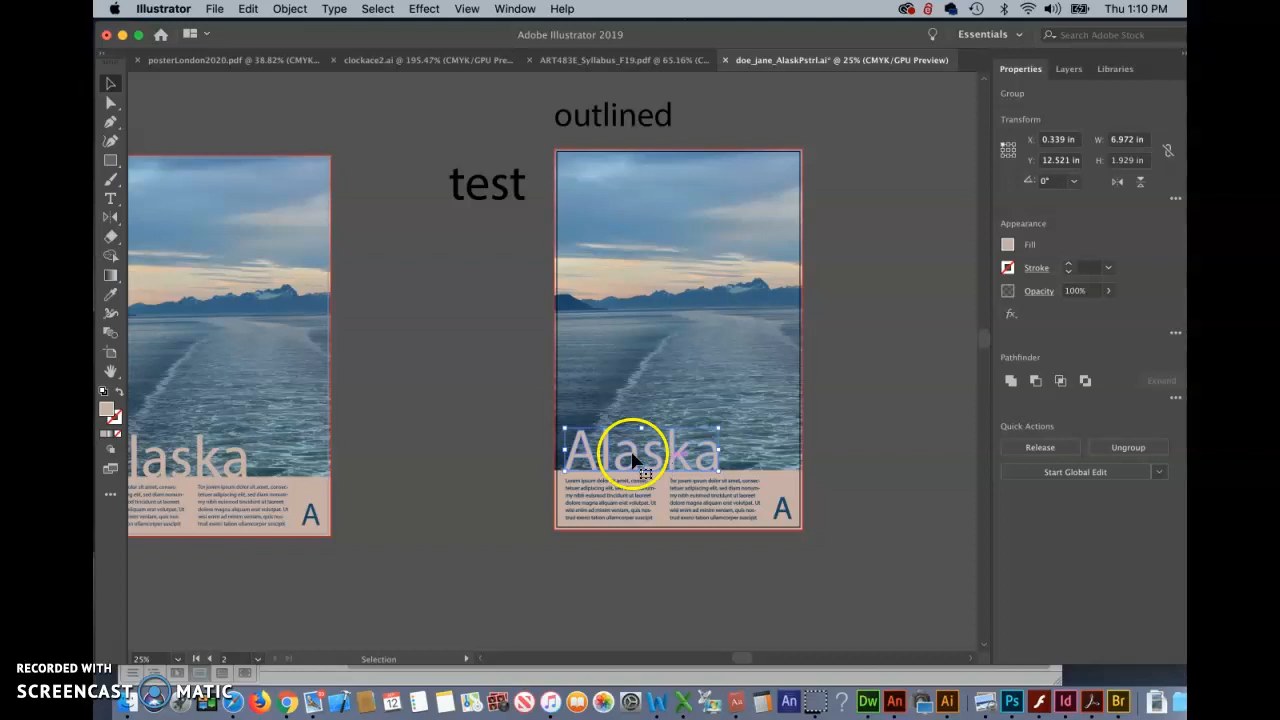 Illustrator File Edit Object Type Select Effect View Window Help Thu 1:10 PM
Adobe Illustrator 2019 Essentials Search Adobe Stock
posterLondon2020.pdf @ 38.82% (CMYK... clockace2.ai @ 195.47% (CMYK/GPU Pre... ART483E_Syllabus_F19.pdf @ 65.16% (C... doe_jane_AlaskPstrl.ai* @ 25% (CMYK/GPU Preview)
Properties Layers Libraries
Group
Transform
X: 0.339 in W: 6.972 in
Y: 12.521 in H: 1.929 in
0°
Appearance
Fill
Stroke
Opacity 100%
fx.
Pathfinder
Expand
Quick Actions
Release Ungroup
Start Global Edit
outlined
test
laska
A
Alaska
A
25% 2 Selection
RECORDED WITH
SCREENCAST MATIC